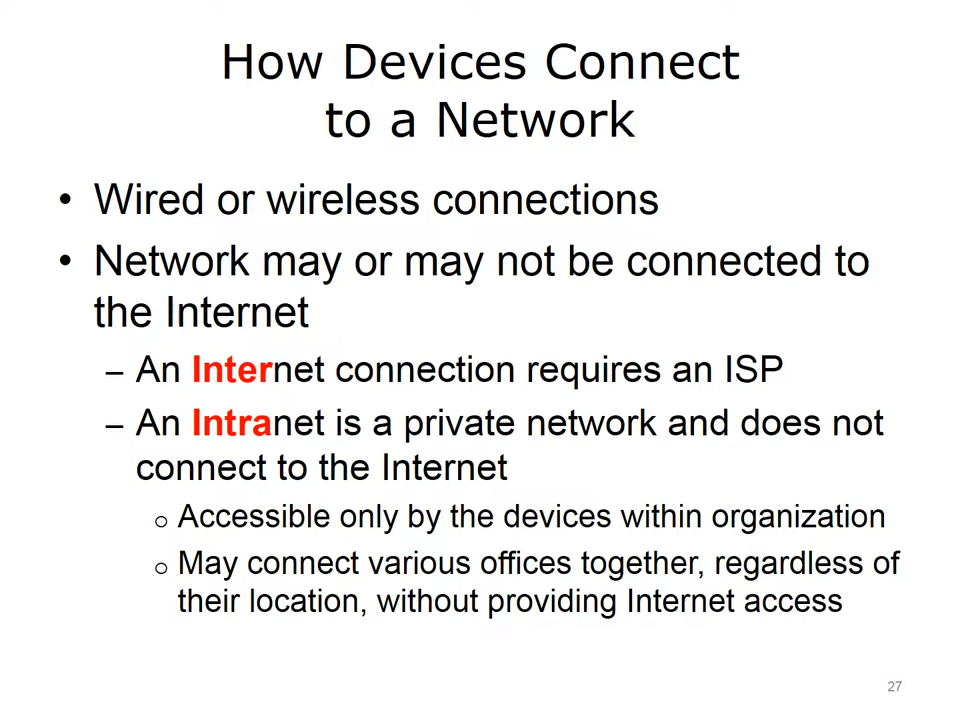 How Devices Connect
to a Network
• Wired or wireless connections
• Network may or may not be connected to
the Internet
– An Internet connection requires an ISP
– An Intranet is a private network and does not
connect to the Internet
o Accessible only by the devices within organization
o May connect various offices together, regardless of
their location, without providing Internet access
27